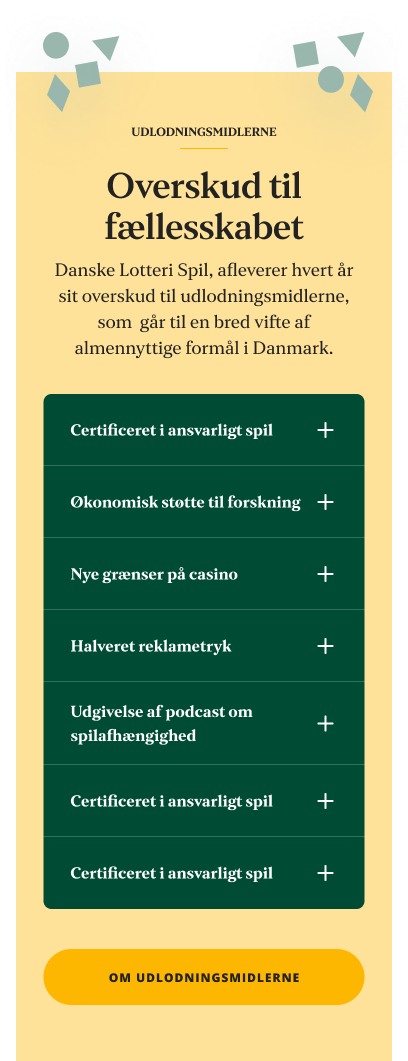 UDLODNINGSMIDLERNE
Overskud til
fællesskabet
Danske Lotteri Spil, afleverer hvert år
sit overskud til udlodningsmidlerne,
som går til en bred vifte af
almennyttige formål i Danmark.
Certificeret i ansvarligt spil
Økonomisk støtte til forskning
Nye grænser på casino
Halveret reklametryk
Udgivelse af podcast om
spilafhængighed
Certificeret i ansvarligt spil
Certificeret i ansvarligt spil
OM UDLODNINGSMIDLERNE